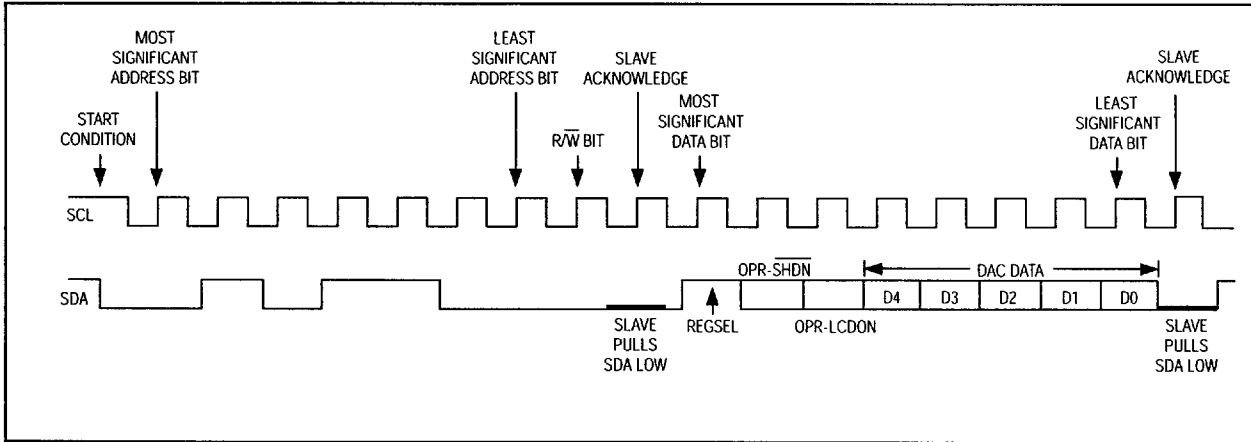 START
CONDITION
MOST
SIGNIFICANT
ADDRESS BIT
LEAST
SIGNIFICANT
ADDRESS BIT
R/W̅ BIT
SLAVE
ACKNOWLEDGE
MOST
SIGNIFICANT
DATA BIT
LEAST
SIGNIFICANT
DATA BIT
SLAVE
ACKNOWLEDGE
SCL
SDA
OPR-S̅H̅D̅N̅
DAC DATA
D4 D3 D2 D1 D0
SLAVE
PULLS
SDA LOW
REGSEL
OPR-LCDON
SLAVE
PULLS
SDA LOW